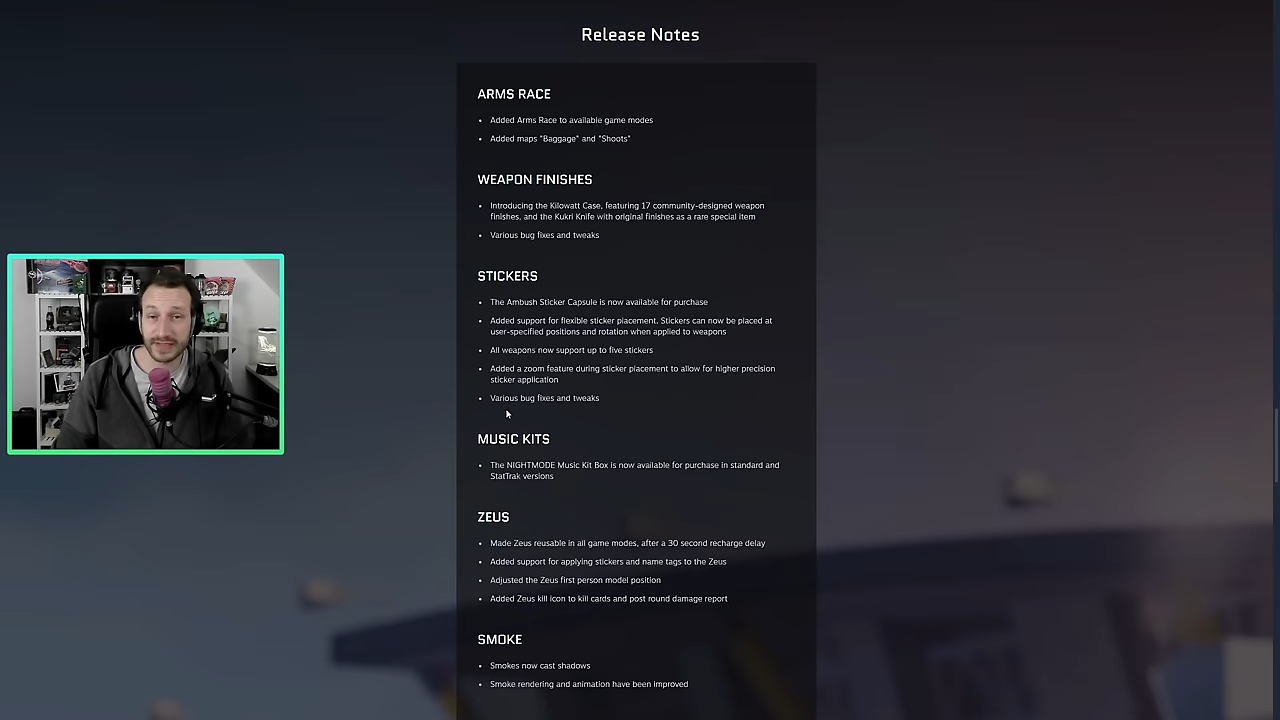 Release Notes
ARMS RACE
• Added Arms Race to available game modes
• Added maps "Baggage" and "Shoots"
WEAPON FINISHES
• Introducing the Kilowatt Case, featuring 17 community-designed weapon
finishes, and the Kukri Knife with original finishes as a rare special item
• Various bug fixes and tweaks
STICKERS
• The Ambush Sticker Capsule is now available for purchase
• Added support for flexible sticker placement. Stickers can now be placed at
user-specified positions and rotation when applied to weapons
• All weapons now support up to five stickers
• Added a zoom feature during sticker placement to allow for higher precision
sticker application
• Various bug fixes and tweaks
MUSIC KITS
• The NIGHTMODE Music Kit Box is now available for purchase in standard and
StatTrak versions
ZEUS
• Made Zeus reusable in all game modes, after a 30 second recharge delay
• Added support for applying stickers and name tags to the Zeus
• Adjusted the Zeus first person model position
• Added Zeus kill icon to kill cards and post round damage report
SMOKE
• Smokes now cast shadows
• Smoke rendering and animation have been improved